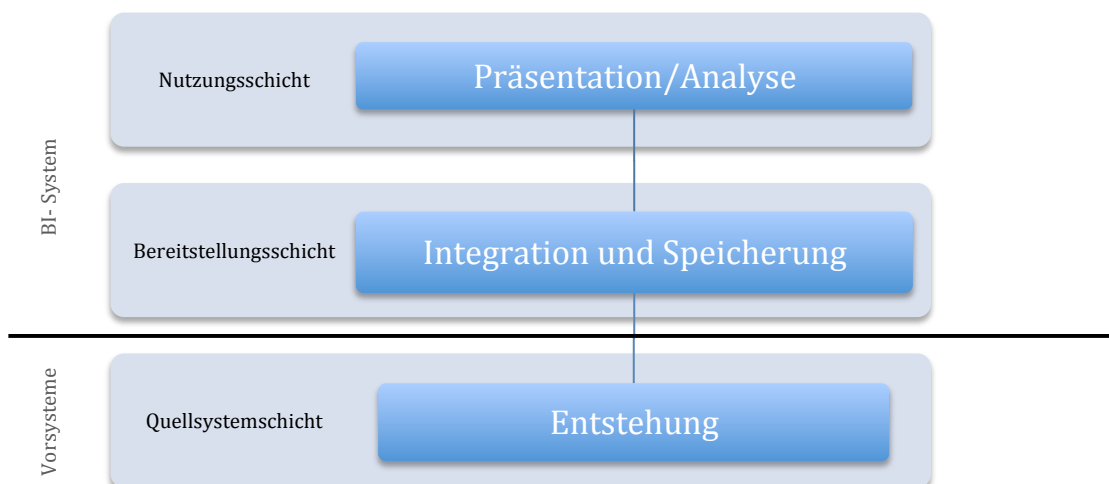 Nutzungsschicht
Präsentation/Analyse
BI- System
Bereitstellungsschicht
Integration und Speicherung
Quellsystemschicht
Entstehung
Vorsysteme